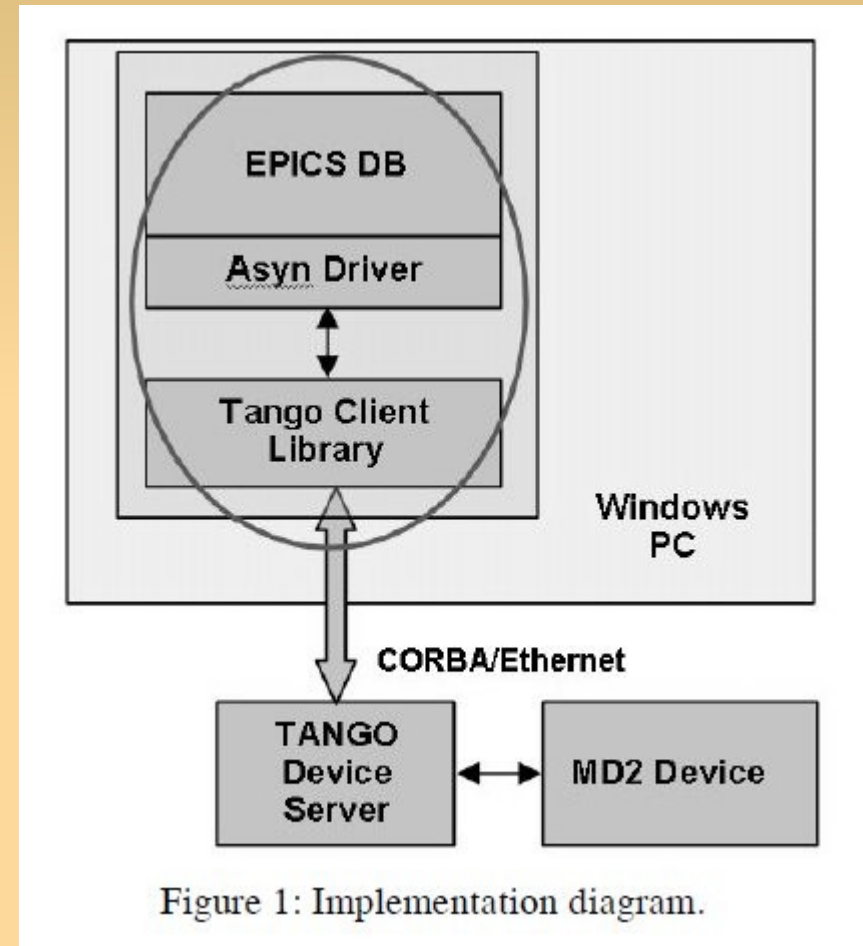 EPICS DB
Asyn Driver
Tango Client
Library
Windows
PC
CORBA/Ethernet
TANGO
Device
Server
MD2 Device
Figure 1: Implementation diagram.